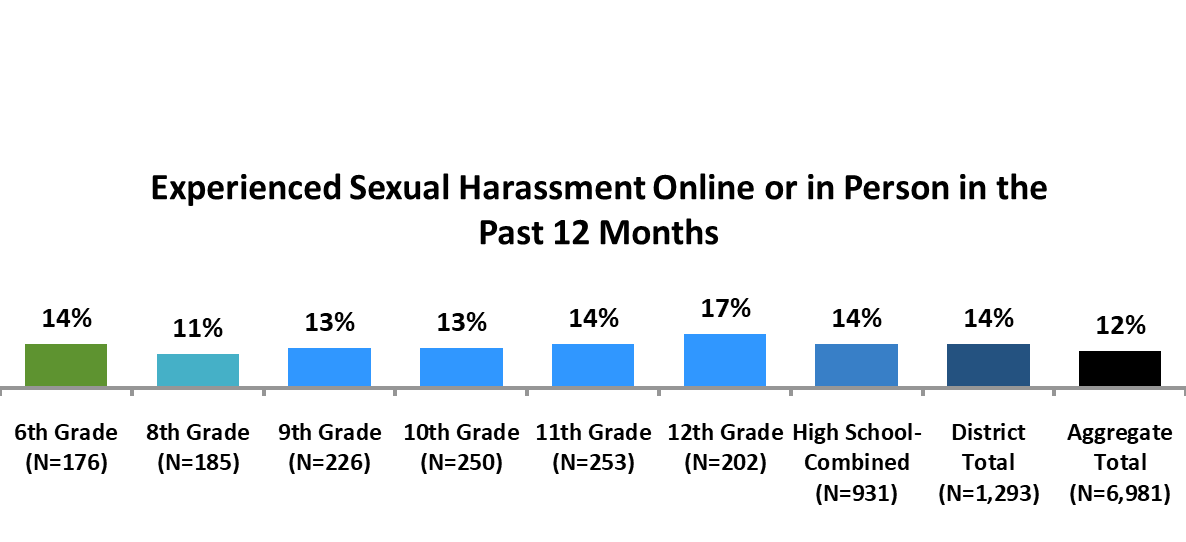 Experienced Sexual Harassment Online or in Person in the
Past 12 Months
14%
11%
13%
13%
14%
17%
14%
14%
12%
6th Grade
(N=176)
8th Grade
(N=185)
9th Grade
(N=226)
10th Grade
(N=250)
11th Grade
(N=253)
12th Grade
(N=202)
High School-
Combined
(N=931)
District
Total
(N=1,293)
Aggregate
Total
(N=6,981)